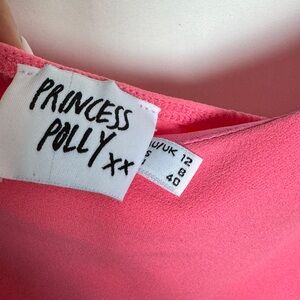 PRINCESS
POLLY xx
U/UK 12
S 8
40